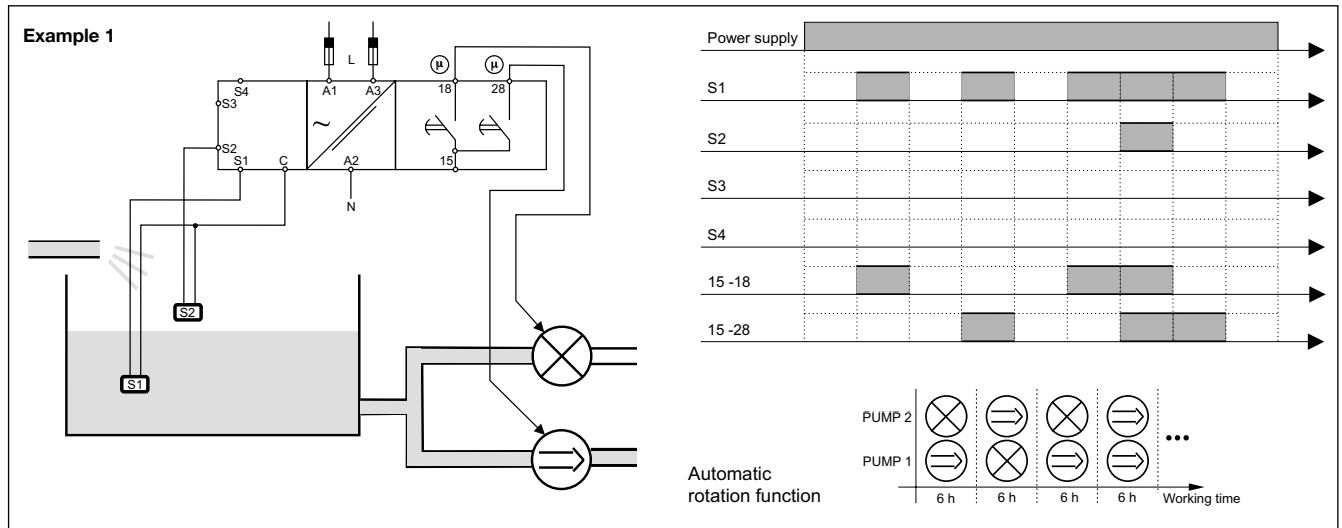 Example 1
L
μ
μ
S4
A1
A3
18
28
S3
~
S2
S1
C
A2
15
N
S2
S1
Power supply
S1
S2
S3
S4
15 -18
15 -28
PUMP 2
PUMP 1
...
Automatic
rotation function
6 h
6 h
6 h
6 h
Working time